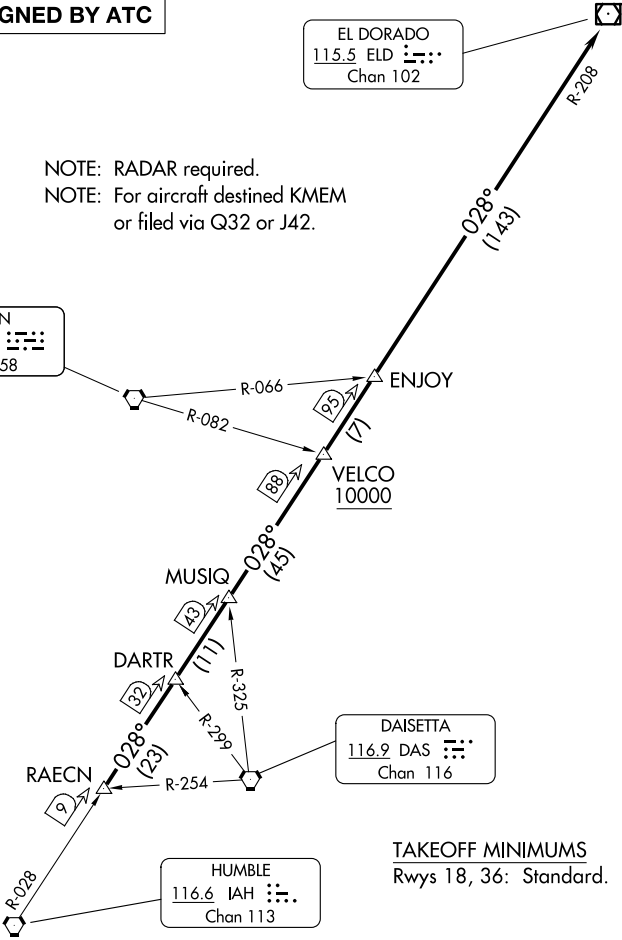 GNED BY ATC
EL DORADO
115.5 ELD
Chan 102
R-208
NOTE: RADAR required.
NOTE: For aircraft destined KMEM
or filed via Q32 or J42.
028°
(143)
N
58
R-066
ENJOY
R-082
95
(7)
VELCO
10000
88
028°
(45)
MUSIQ
43
(11)
DARTR
R-325
32
R-299
028°
(23)
DAISETTA
116.9 DAS
Chan 116
RAECN
R-254
9
R-028
HUMBLE
116.6 IAH
Chan 113
TAKEOFF MINIMUMS
Rwys 18, 36: Standard.